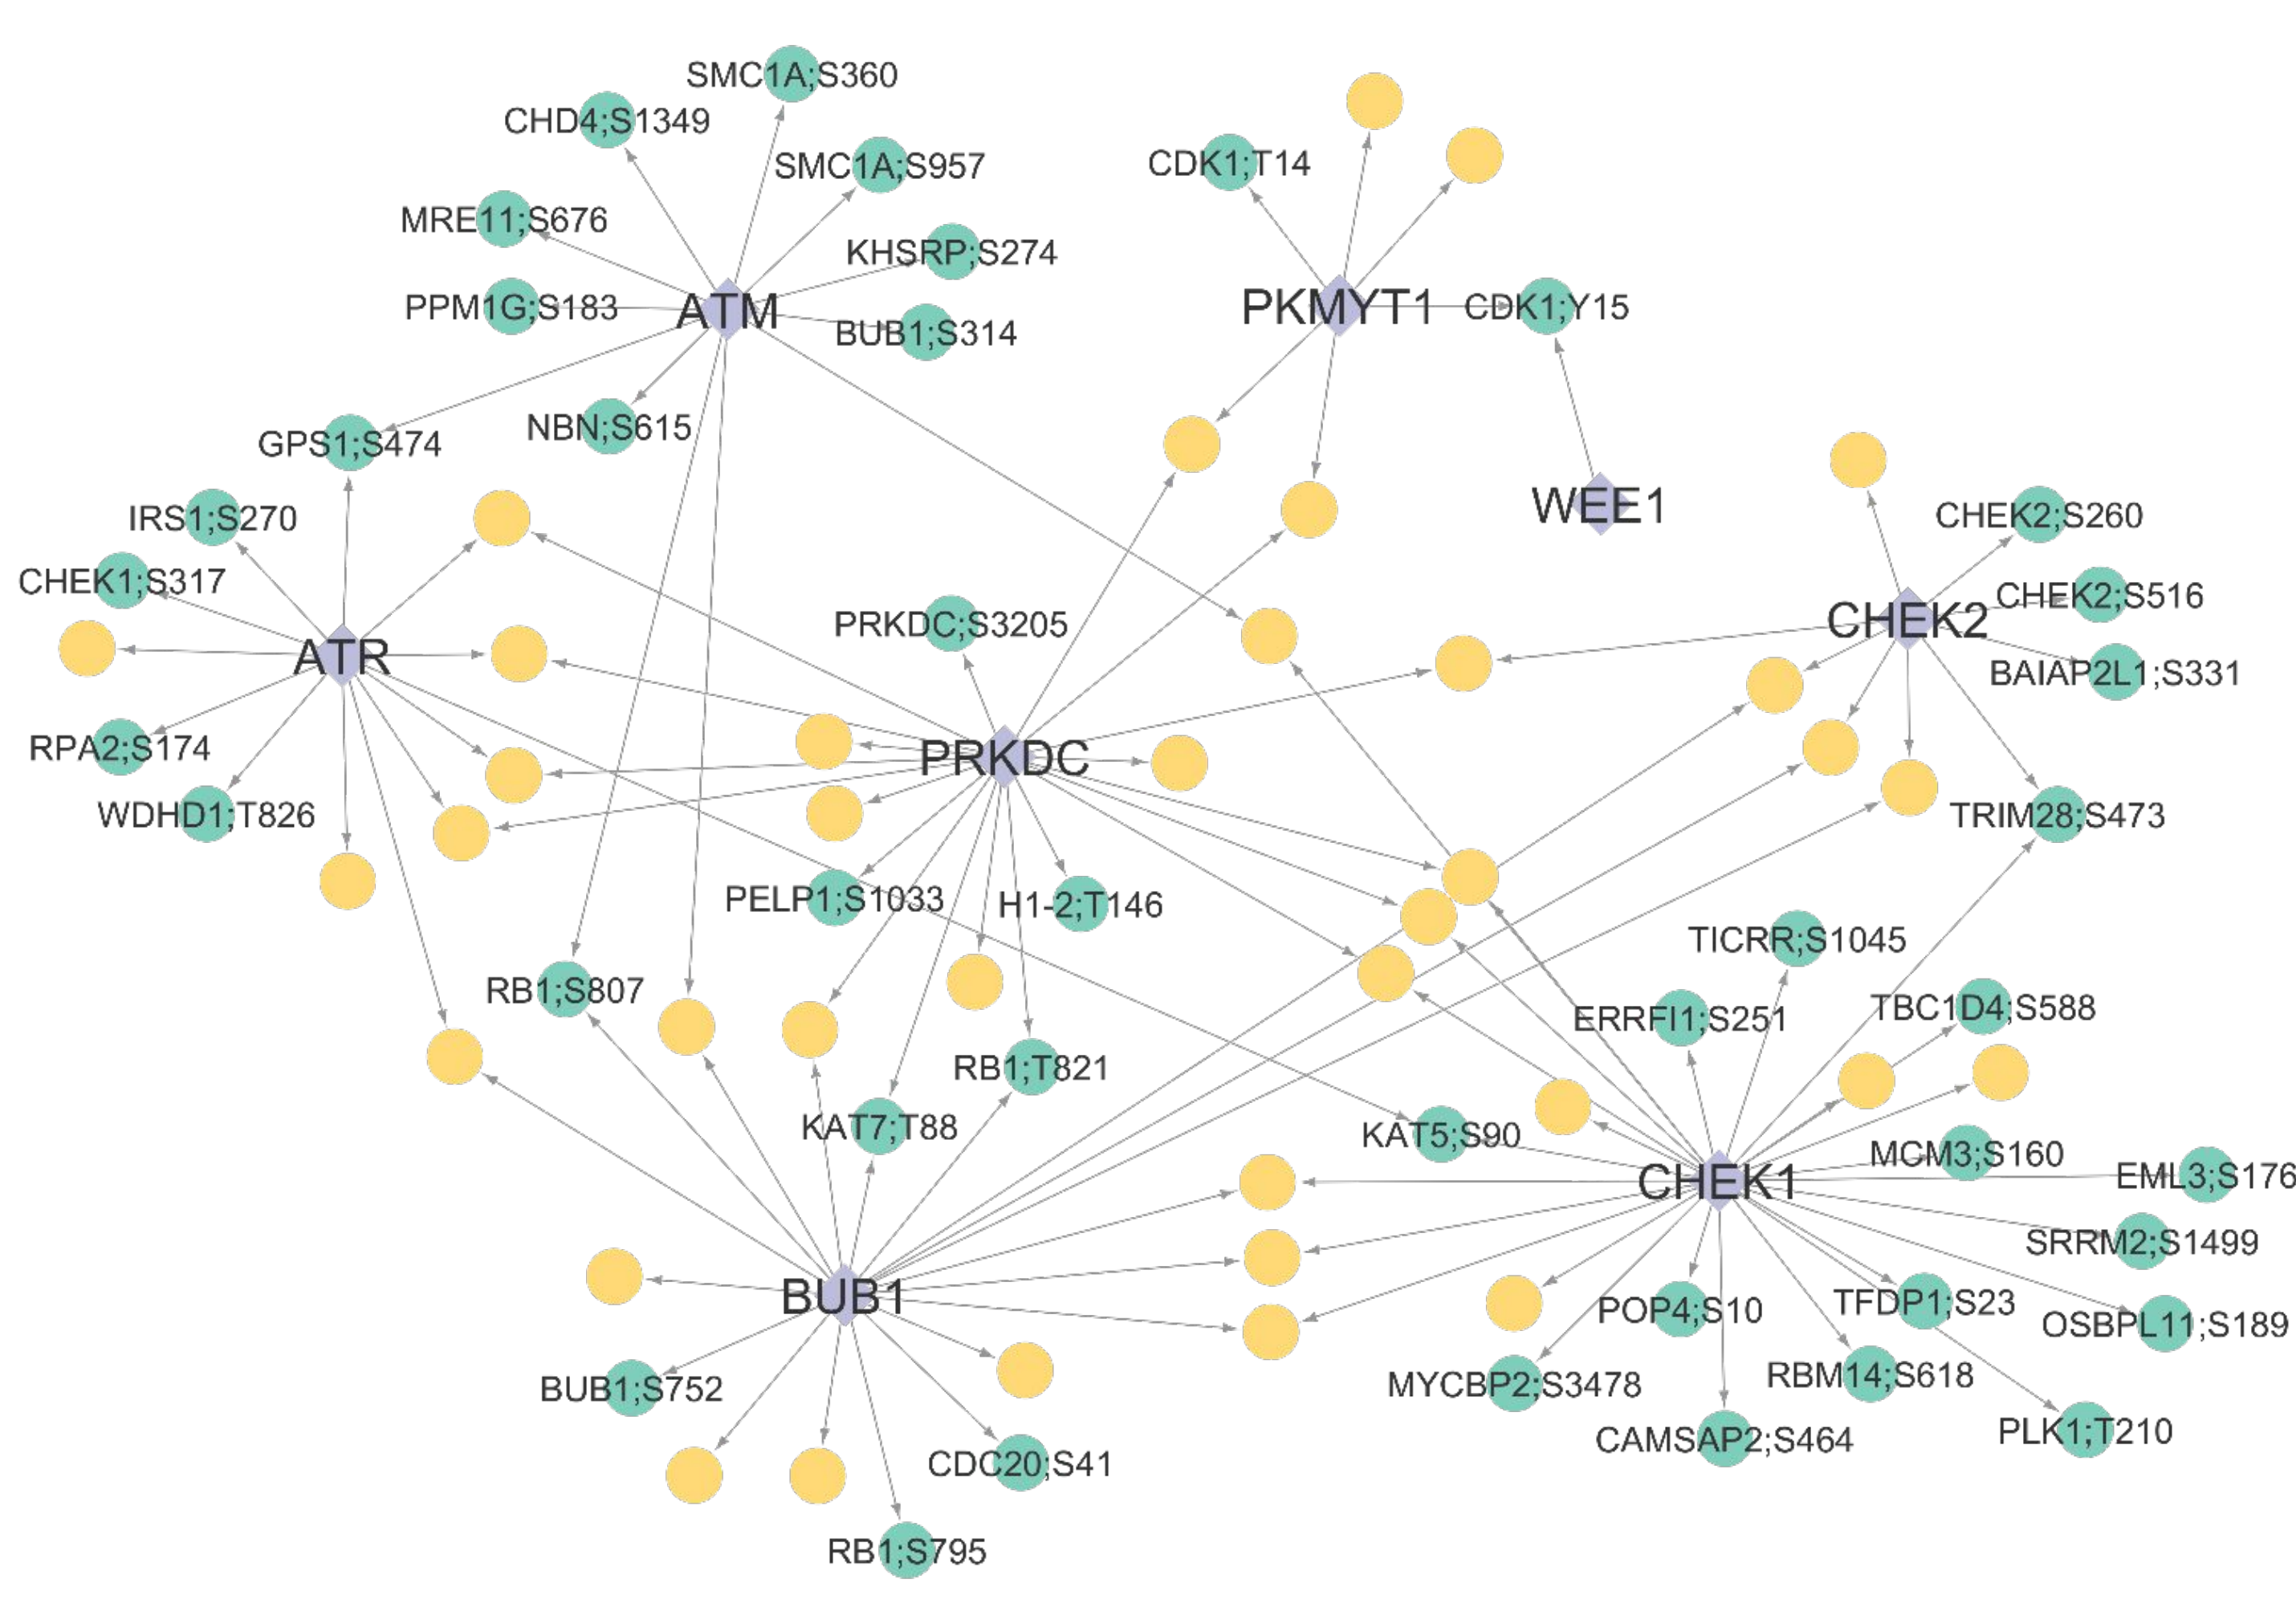 SMC1A;S360
CHD4;S1349
SMC1A;S957
CDK1;T14
MRE11;S676
KHSRP;S274
PPM1G;S183
ATM
BUB1;S314
PKMYT1
CDK1;Y15
NBN;S615
GPS1;S474
WEE1
IRS1;S270
CHEK2;S260
CHEK1;S317
CHEK2;S516
PRKDC;S3205
CHEK2
ATR
BAIAP2L1;S331
RPA2;S174
PRKDC
WDHD1;T826
TRIM28;S473
PELP1;S1033
H1-2;T146
TICRR;S1045
RB1;S807
ERRFI1;S251
TBC1D4;S588
RB1;T821
KAT7;T88
KAT5;S90
MCM3;S160
CHEK1
EML3;S176
SRRM2;S1499
BUB1
POP4;S10
TFDP1;S23
OSBPL11;S189
BUB1;S752
MYCBP2;S3478
RBM14;S618
CAMSAP2;S464
PLK1;T210
CDC20;S41
RB1;S795